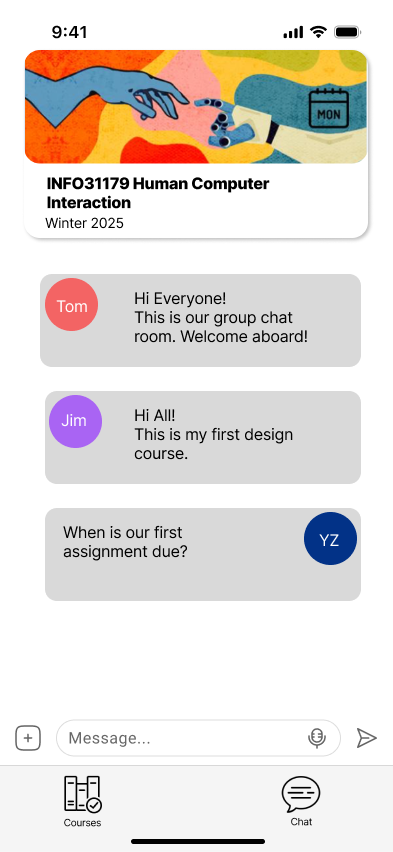 9:41
MON
INFO31179 Human Computer
Interaction
Winter 2025
Tom
Hi Everyone!
This is our group chat
room. Welcome aboard!
Jim
Hi All!
This is my first design
course.
When is our first
assignment due?
YZ
Message...
Courses
Chat